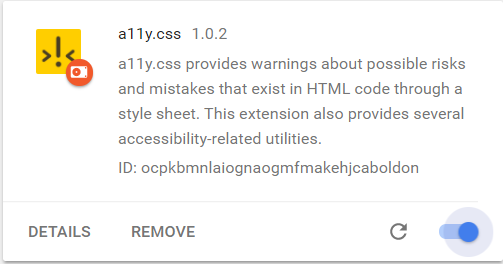 a11y.css 1.0.2
a11y.css provides warnings about possible risks
and mistakes that exist in HTML code through a
style sheet. This extension also provides several
accessibility-related utilities.
ID: ocpkbmnlaiognaogmfmakehjcaboldon
DETAILS REMOVE